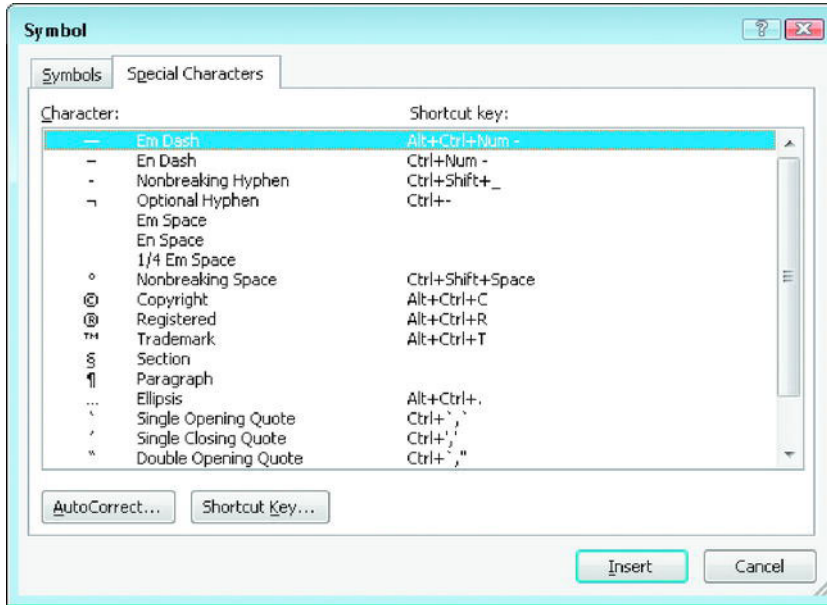 Symbol
Symbols Special Characters
Character: Shortcut key:
— Em Dash Alt+Ctrl+Num -
– En Dash Ctrl+Num -
- Nonbreaking Hyphen Ctrl+Shift+_
¬ Optional Hyphen Ctrl+-
Em Space
En Space
1/4 Em Space
° Nonbreaking Space Ctrl+Shift+Space
© Copyright Alt+Ctrl+C
® Registered Alt+Ctrl+R
™ Trademark Alt+Ctrl+T
§ Section
¶ Paragraph
… Ellipsis Alt+Ctrl+.
‘ Single Opening Quote Ctrl+`,`
’ Single Closing Quote Ctrl+','
“ Double Opening Quote Ctrl+`,"
AutoCorrect... Shortcut Key...
Insert Cancel